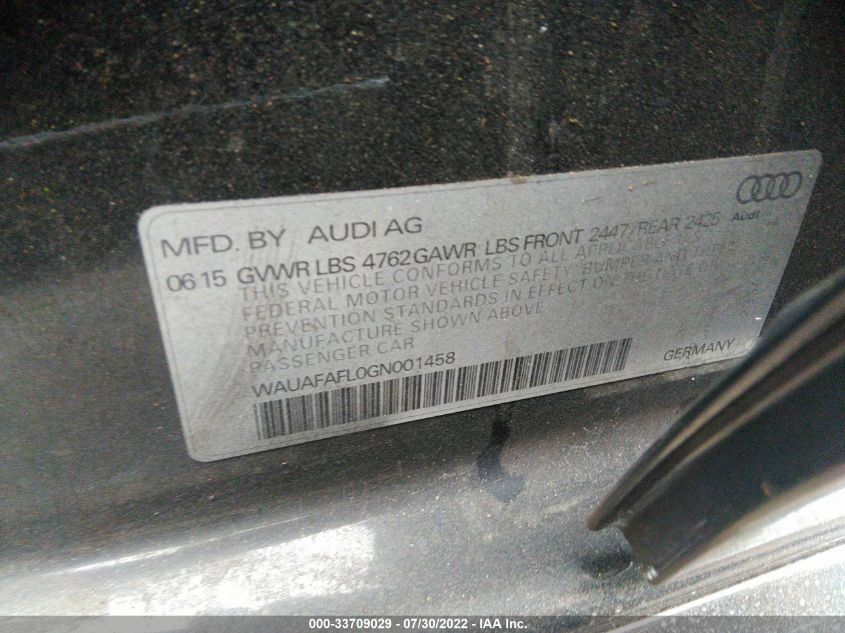 MFD. BY AUDI AG
06 15 GVWR LBS 4762 GAWR LBS FRONT 2447/REAR 2425
Audi
THIS VEHICLE CONFORMS TO ALL APPLICABLE
FEDERAL MOTOR VEHICLE SAFETY, BUMPER AND THEFT
PREVENTION STANDARDS IN EFFECT ON THE DATE OF
MANUFACTURE SHOWN ABOVE
PASSENGER CAR
WAUAFAFL0GN001458
GERMANY
000-33709029 - 07/30/2022 - IAA Inc.